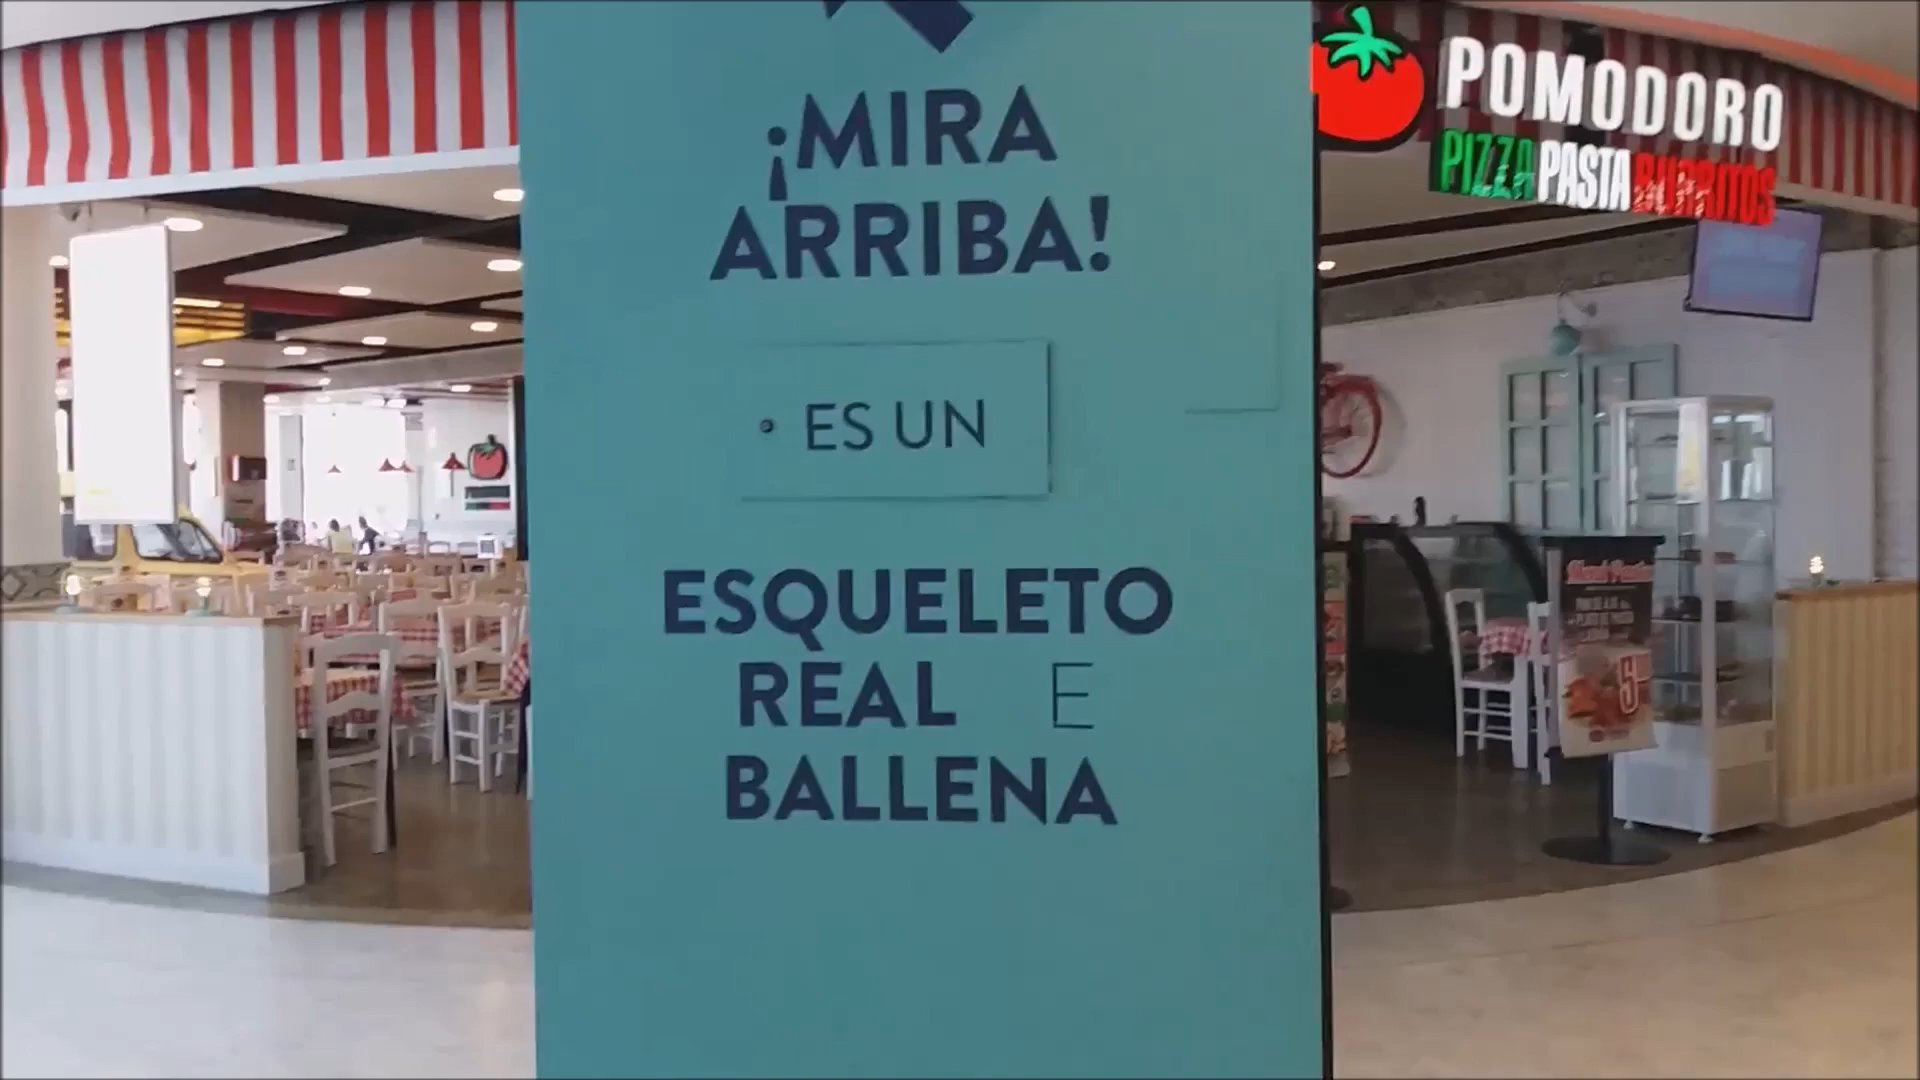 ¡MIRA
ARRIBA!
ES UN
ESQUELETO
REAL E
BALLENA
POMODORO
PIZZA PASTA BURRITOS